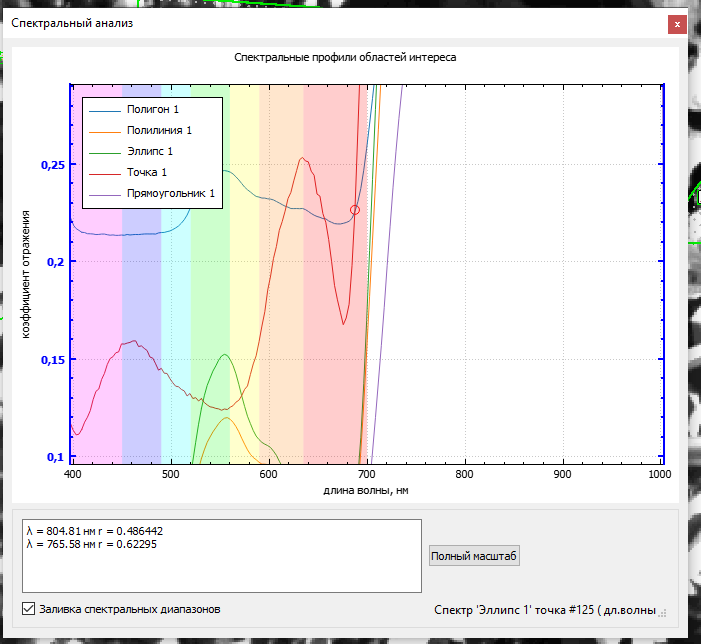 Спектральный анализ
x
Спектральные профили областей интереса
Полигон 1
Полилиния 1
Эллипс 1
Точка 1
Прямоугольник 1
коэффициент отражения
0,25
0,2
0,15
0,1
400 500 600 700 800 900 1000
длина волны, нм
λ = 804.81 нм r = 0.486442
λ = 765.58 нм r = 0.62295
Полный масштаб
Заливка спектральных диапазонов
Спектр 'Эллипс 1' точка #125 ( дл.волны